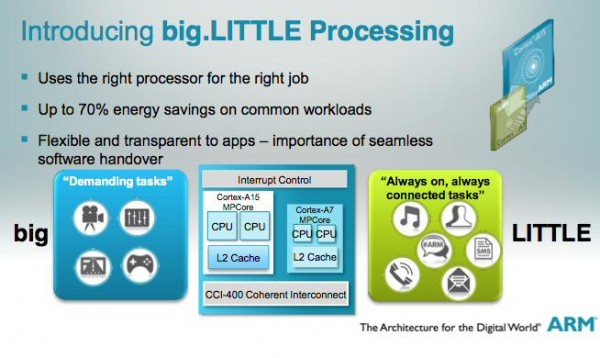 Introducing big.LITTLE Processing
Uses the right processor for the right job
Up to 70% energy savings on common workloads
Flexible and transparent to apps – importance of seamless
software handover
Cortex-A15
ARM
"Demanding tasks"
Interrupt Control
Cortex-A15
MPCore
CPU CPU
L2 Cache
Cortex-A7
MPCore
CPU CPU
L2 Cache
CCI-400 Coherent Interconnect
"Always on, always
connected tasks"
#ARM
SMS
big
LITTLE
The Architecture for the Digital World® ARM®